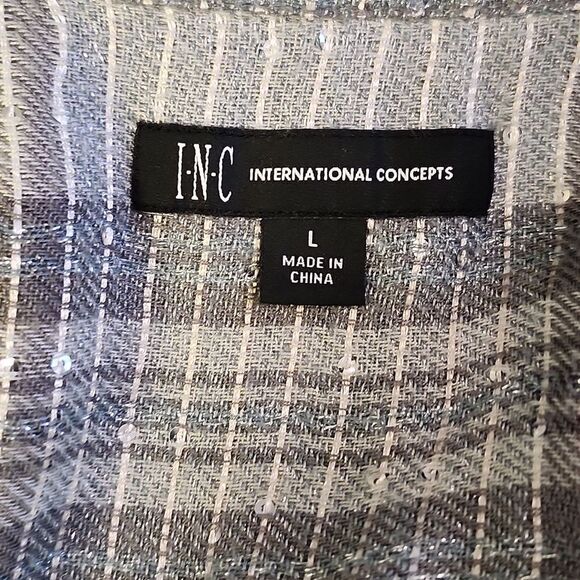 I·N·C INTERNATIONAL CONCEPTS
L
MADE IN
CHINA